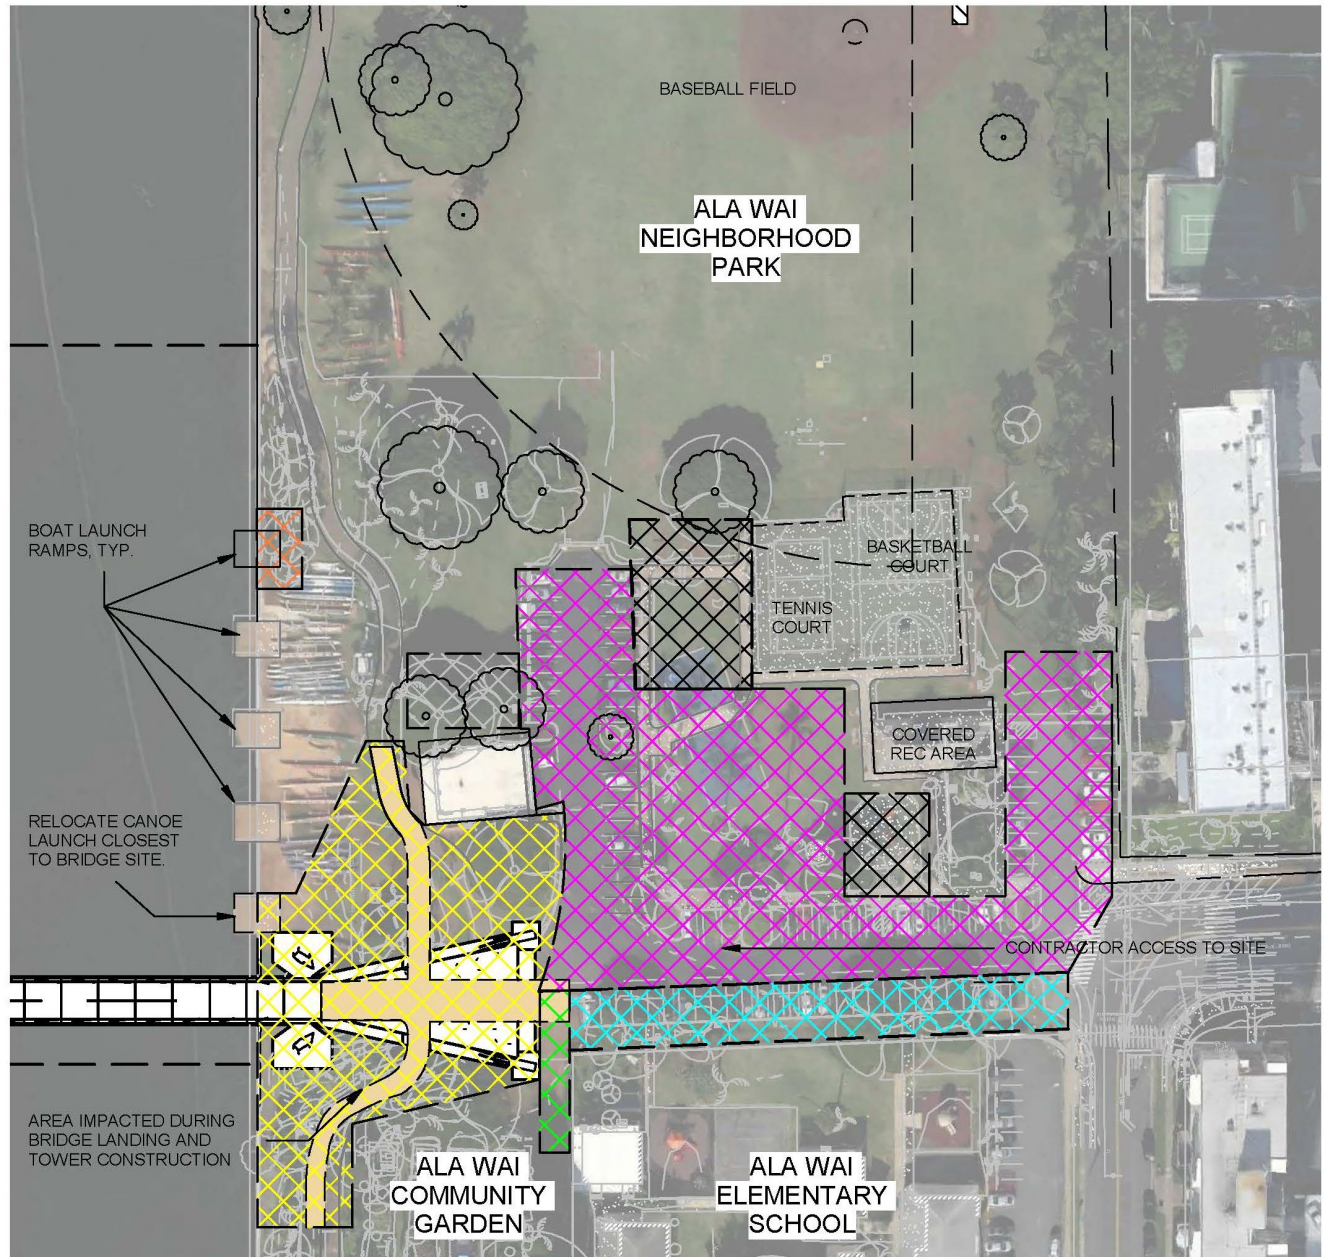 BASEBALL FIELD
ALA WAI
NEIGHBORHOOD
PARK
BOAT LAUNCH
RAMPS, TYP.
BASKETBALL
COURT
TENNIS
COURT
COVERED
REC AREA
RELOCATE CANOE
LAUNCH CLOSEST
TO BRIDGE SITE.
CONTRACTOR ACCESS TO SITE
AREA IMPACTED DURING
BRIDGE LANDING AND
TOWER CONSTRUCTION
ALA WAI
COMMUNITY
GARDEN
ALA WAI
ELEMENTARY
SCHOOL